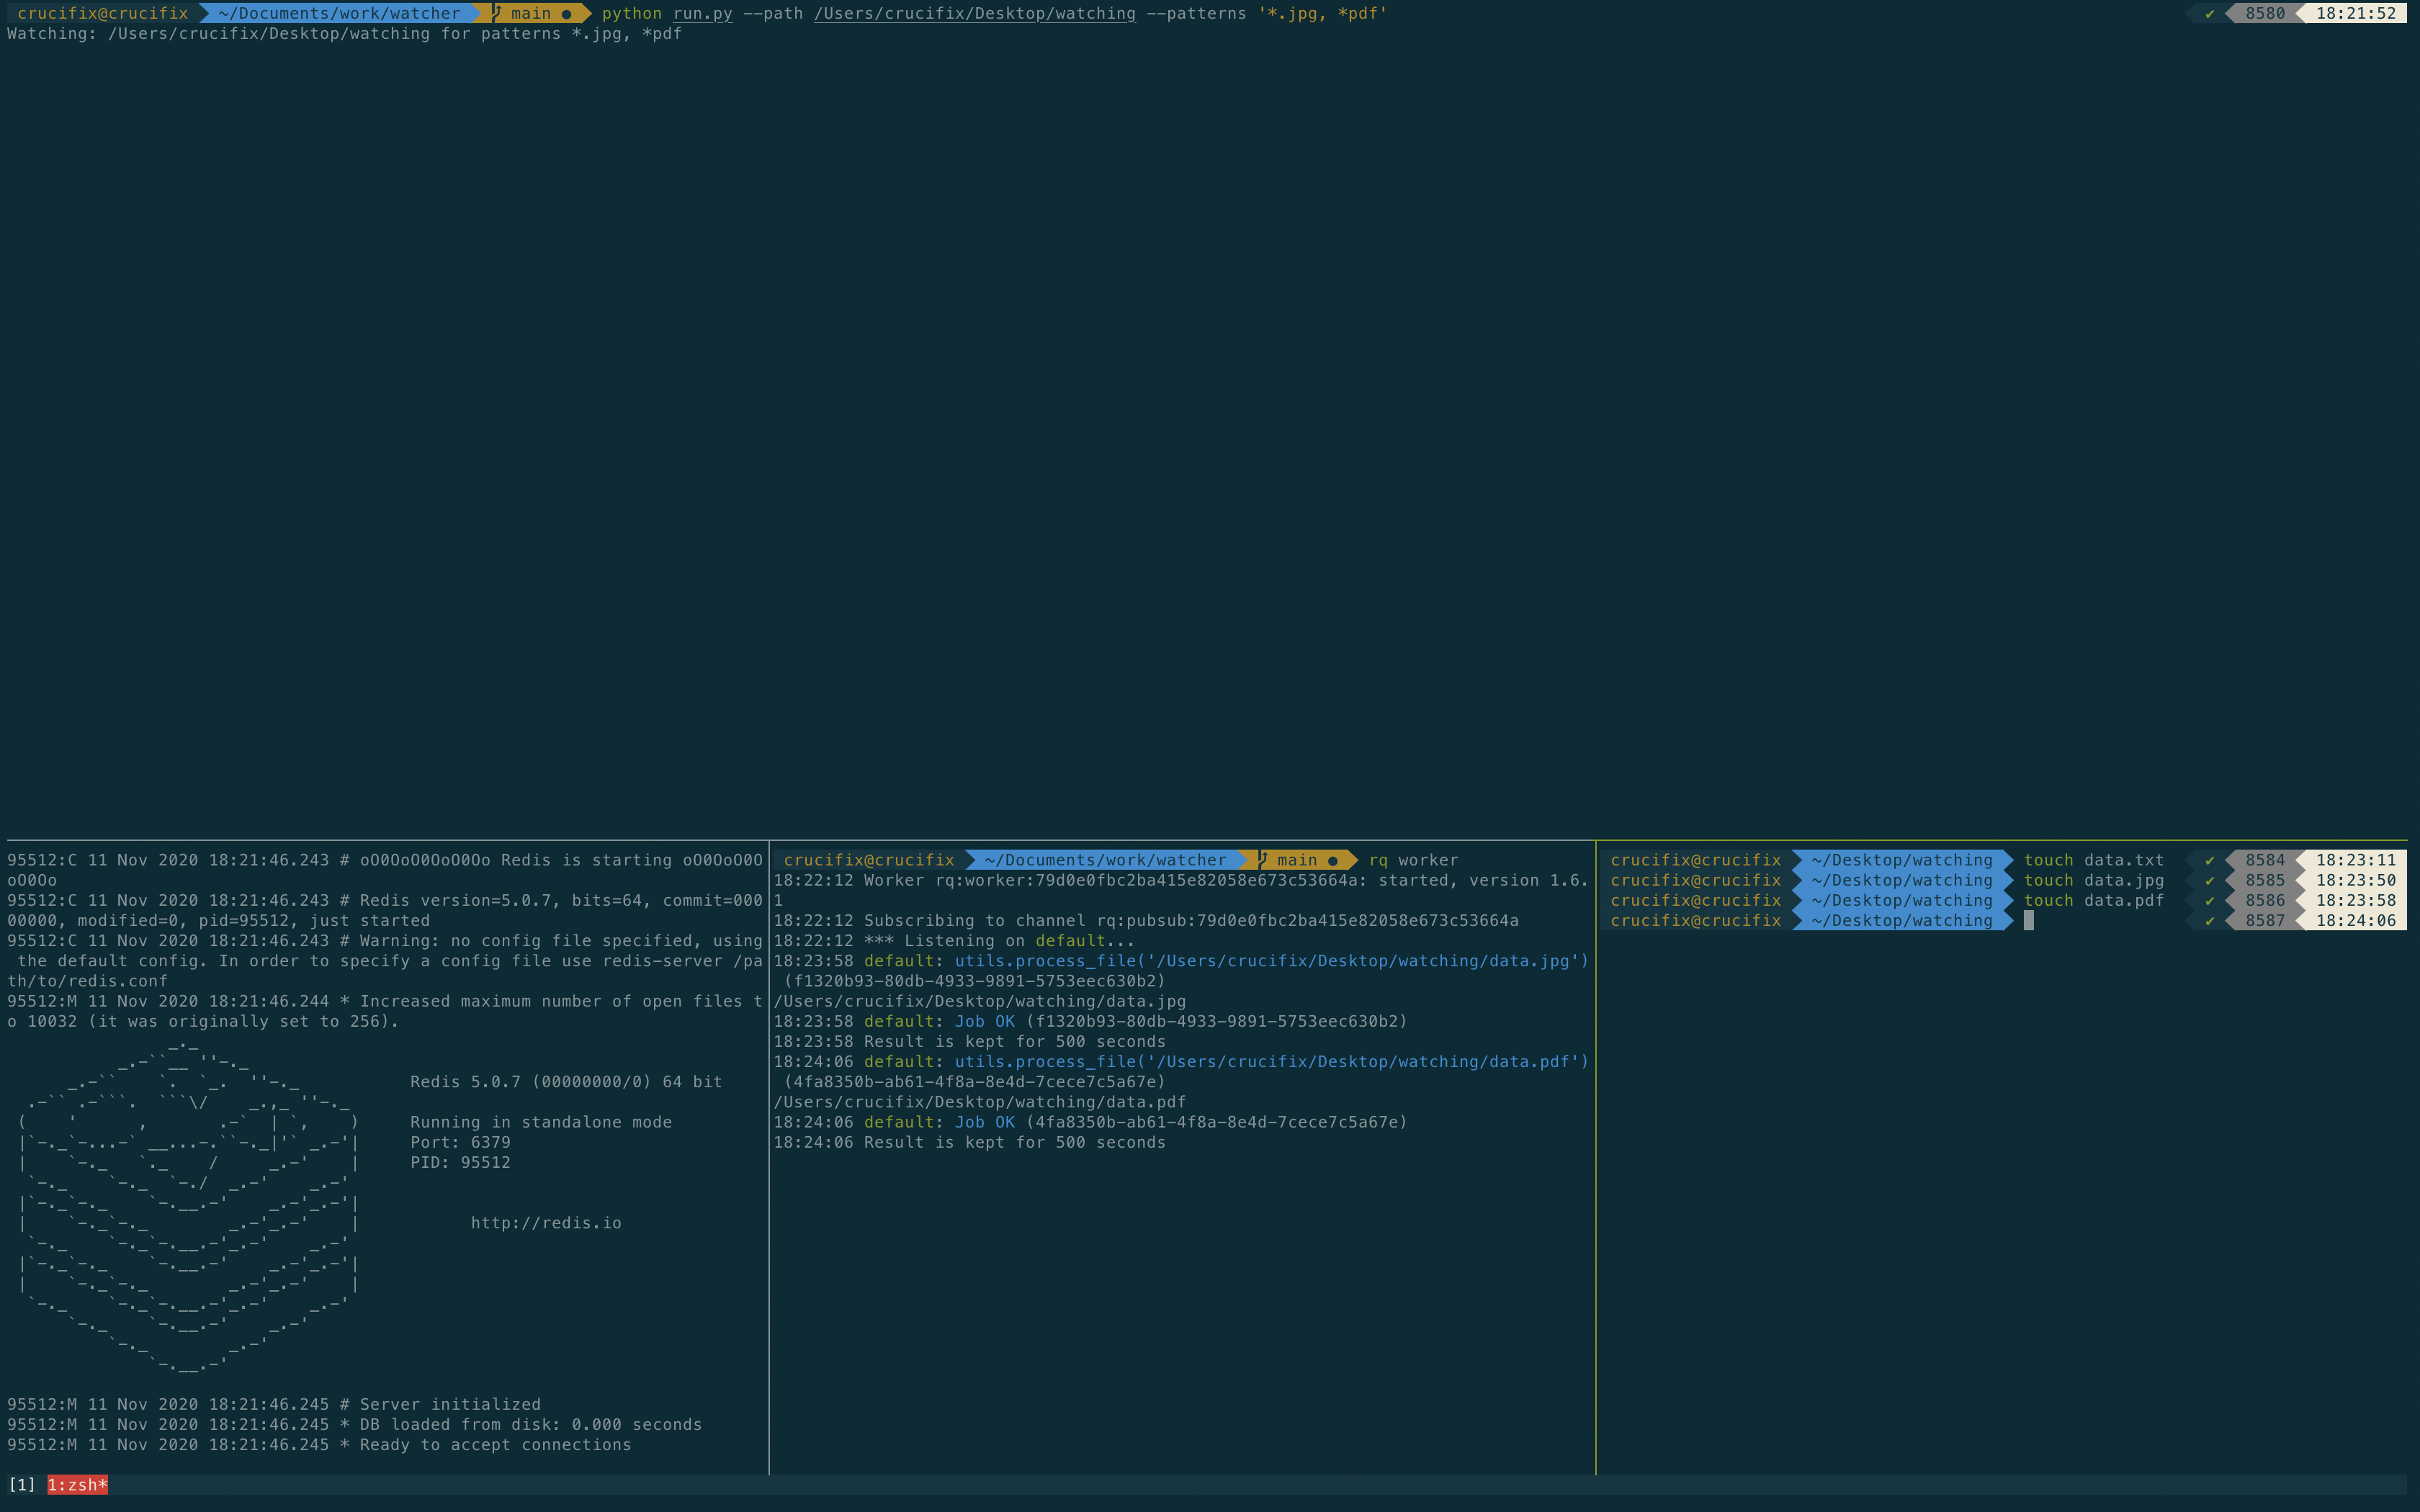 crucifix@crucifix ~/Documents/work/watcher main ● python run.py --path /Users/crucifix/Desktop/watching --patterns '*.jpg, *pdf' ✔ 8580 18:21:52
Watching: /Users/crucifix/Desktop/watching for patterns *.jpg, *pdf
95512:C 11 Nov 2020 18:21:46.243 # oO0OoO0OoO0Oo Redis is starting oO0OoO0O
oO0Oo
95512:C 11 Nov 2020 18:21:46.243 # Redis version=5.0.7, bits=64, commit=000
00000, modified=0, pid=95512, just started
95512:C 11 Nov 2020 18:21:46.243 # Warning: no config file specified, using
the default config. In order to specify a config file use redis-server /pa
th/to/redis.conf
95512:M 11 Nov 2020 18:21:46.244 * Increased maximum number of open files t
o 10032 (it was originally set to 256).
Redis 5.0.7 (00000000/0) 64 bit
Running in standalone mode
Port: 6379
PID: 95512
http://redis.io
95512:M 11 Nov 2020 18:21:46.245 # Server initialized
95512:M 11 Nov 2020 18:21:46.245 * DB loaded from disk: 0.000 seconds
95512:M 11 Nov 2020 18:21:46.245 * Ready to accept connections
crucifix@crucifix ~/Documents/work/watcher main ● rq worker
18:22:12 Worker rq:worker:79d0e0fbc2ba415e82058e673c53664a: started, version 1.6.
1
18:22:12 Subscribing to channel rq:pubsub:79d0e0fbc2ba415e82058e673c53664a
18:22:12 *** Listening on default...
18:23:58 default: utils.process_file('/Users/crucifix/Desktop/watching/data.jpg')
(f1320b93-80db-4933-9891-5753eec630b2)
/Users/crucifix/Desktop/watching/data.jpg
18:23:58 default: Job OK (f1320b93-80db-4933-9891-5753eec630b2)
18:23:58 Result is kept for 500 seconds
18:24:06 default: utils.process_file('/Users/crucifix/Desktop/watching/data.pdf')
(4fa8350b-ab61-4f8a-8e4d-7cece7c5a67e)
/Users/crucifix/Desktop/watching/data.pdf
18:24:06 default: Job OK (4fa8350b-ab61-4f8a-8e4d-7cece7c5a67e)
18:24:06 Result is kept for 500 seconds
crucifix@crucifix ~/Desktop/watching touch data.txt ✔ 8584 18:23:11
crucifix@crucifix ~/Desktop/watching touch data.jpg ✔ 8585 18:23:50
crucifix@crucifix ~/Desktop/watching touch data.pdf ✔ 8586 18:23:58
crucifix@crucifix ~/Desktop/watching ✔ 8587 18:24:06
[1] 1:zsh*